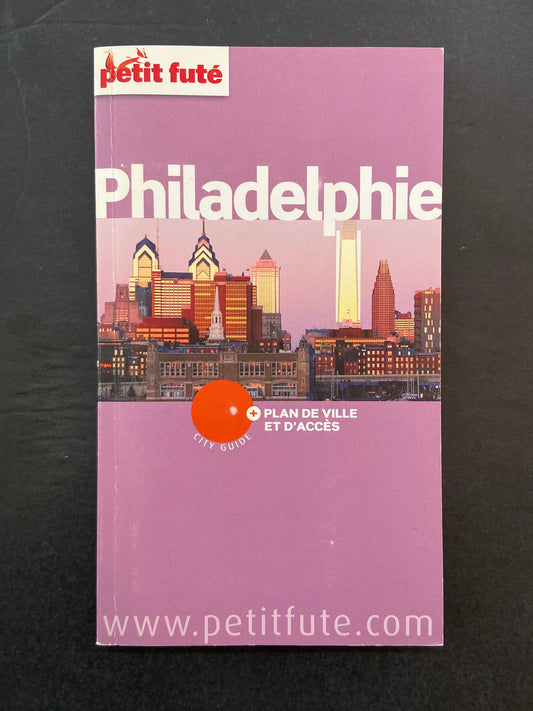 petit futé
Philadelphie
+ PLAN DE VILLE
ET D'ACCÈS
CITY GUIDE
www.petitfute.com